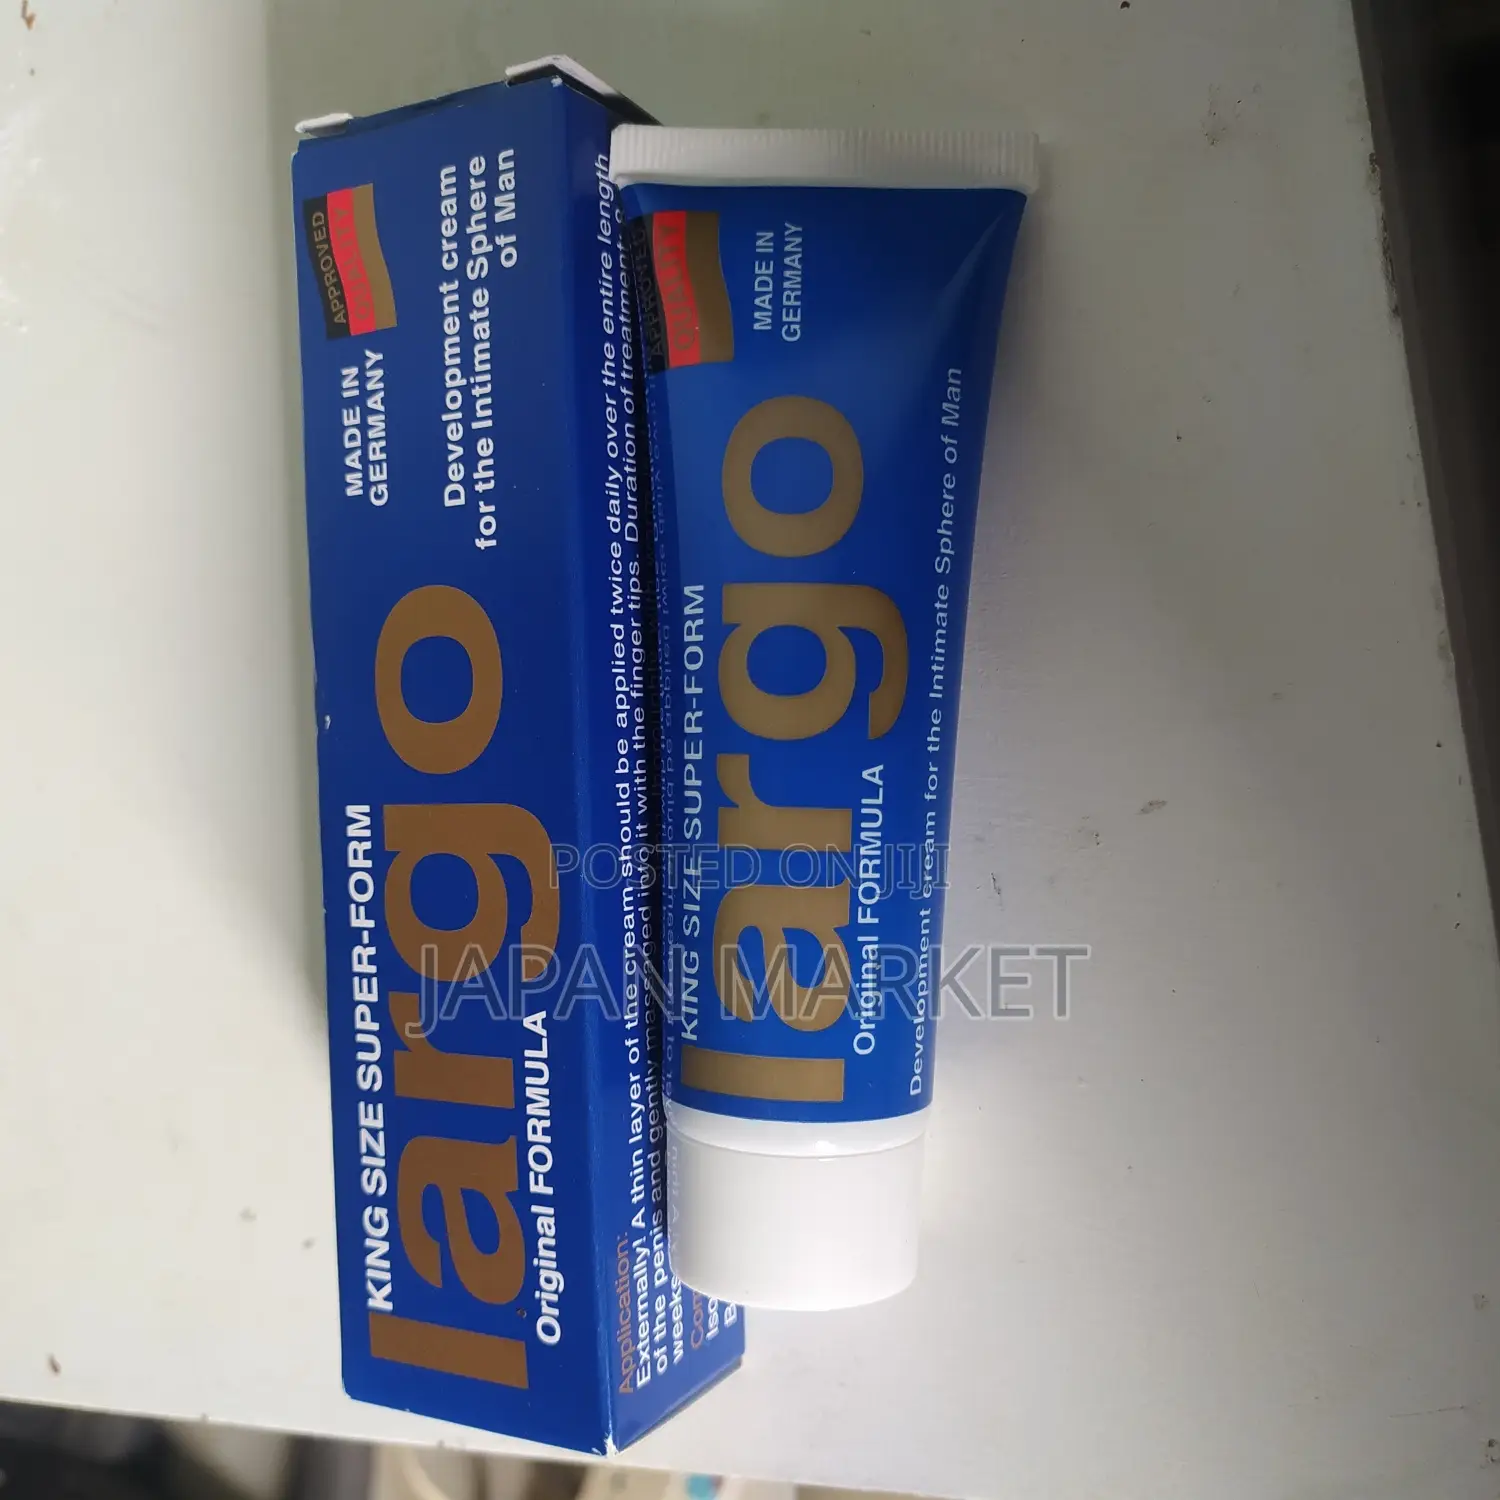 KING SIZE SUPER-FORM
largo
Original FORMULA
MADE IN
GERMANY
APPROVED
QUALITY
Development cream
for the Intimate Sphere
of Man
Application:
Externally! A thin layer of the cream should be applied twice daily over the entire length
of the penis and gently massaged into it with the finger tips. Duration of treatment
weeks
KING SIZE SUPER-FORM
largo
Original FORMULA
Development cream for the Intimate Sphere of Man
MADE IN
GERMANY
APPROVED
QUALITY
POSTED ON JIJI
JAPAN MARKET